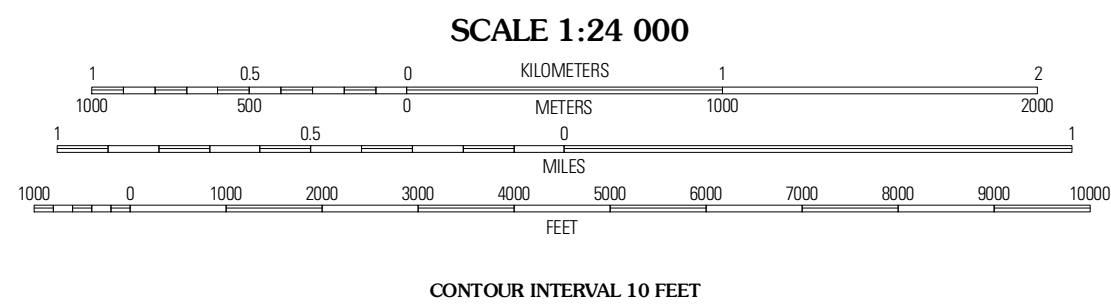 SCALE 1:24 000
1 0.5 0 KILOMETERS 1 2
1000 500 0 METERS 1000 2000
1 0.5 0 1
MILES
1000 0 1000 2000 3000 4000 5000 6000 7000 8000 9000 10000
FEET
CONTOUR INTERVAL 10 FEET